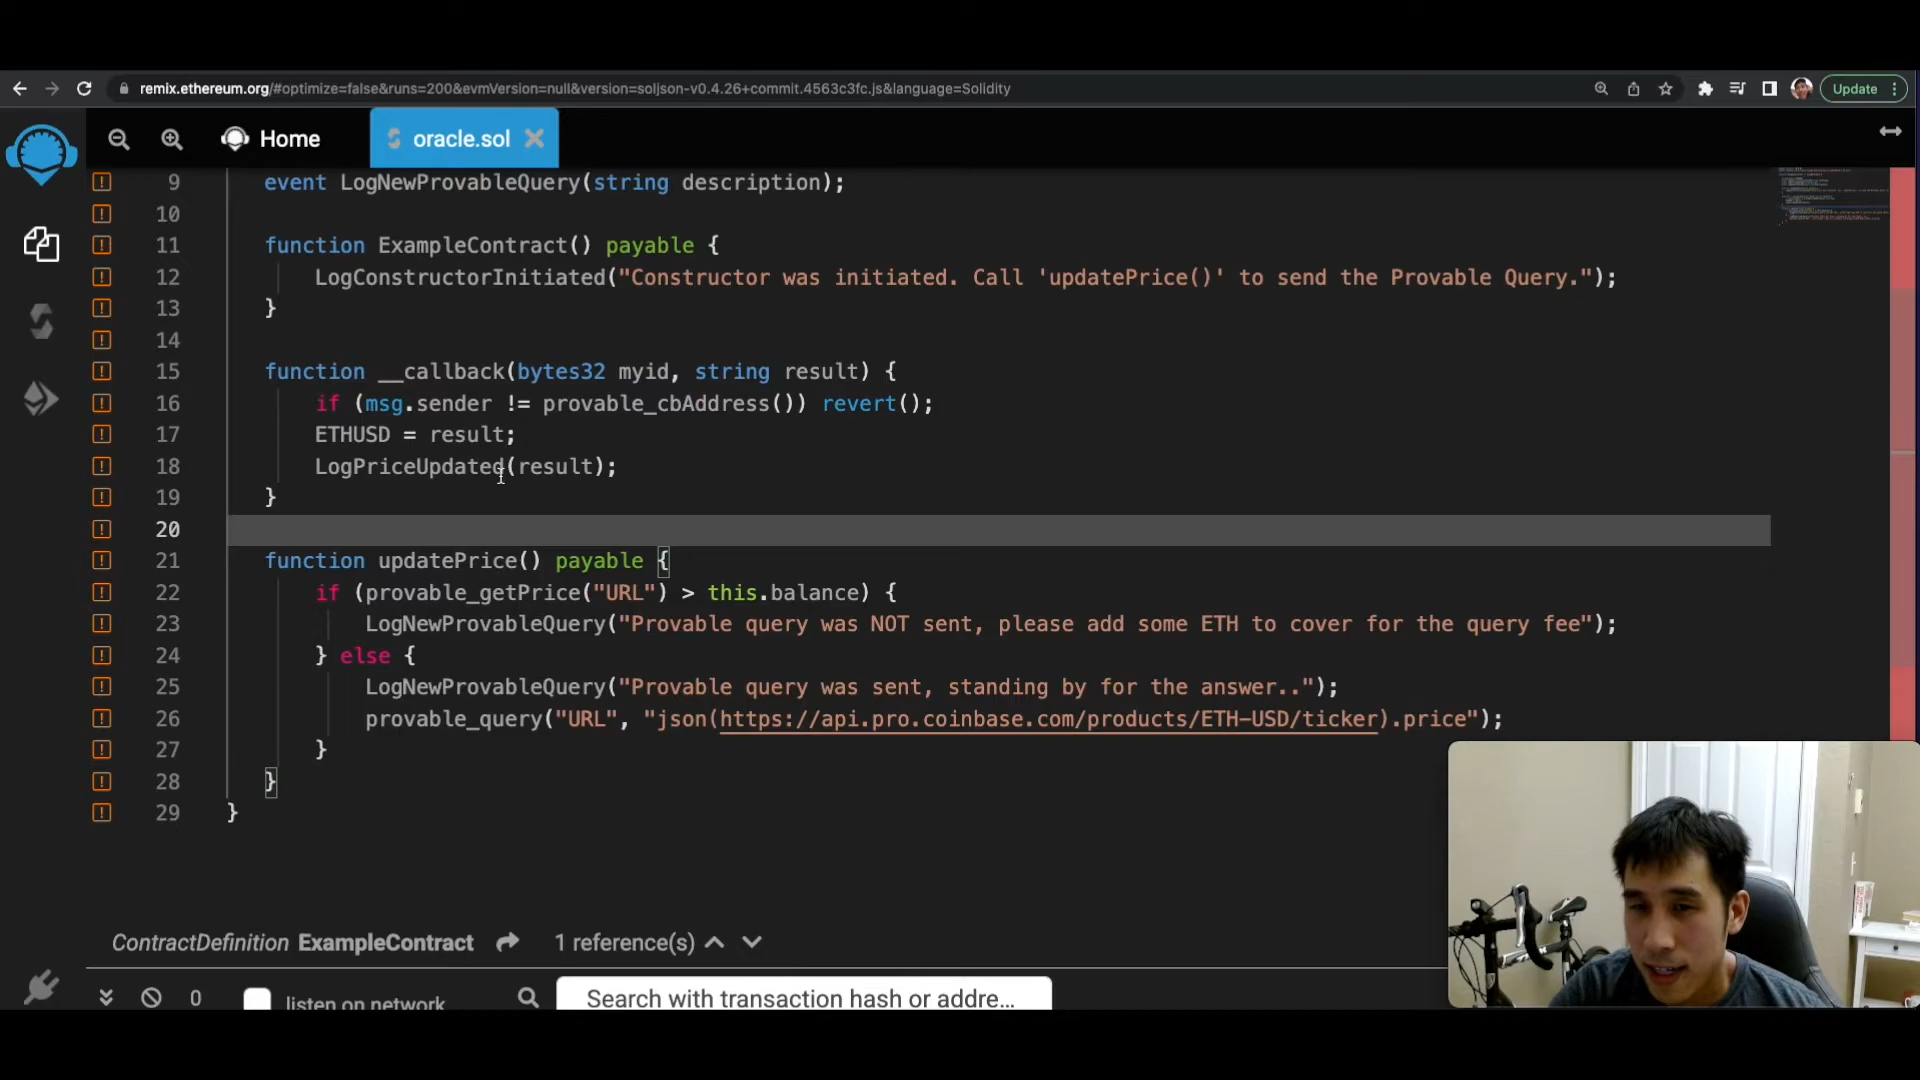 remix.ethereum.org/#optimize=false&runs=200&evmVersion=null&version=soljson-v0.4.26+commit.4563c3fc.js&language=Solidity
Update
Home
oracle.sol
9 event LogNewProvableQuery(string description);
10
11 function ExampleContract() payable {
12 LogConstructorInitiated("Constructor was initiated. Call 'updatePrice()' to send the Provable Query.");
13 }
14
15 function __callback(bytes32 myid, string result) {
16 if (msg.sender != provable_cbAddress()) revert();
17 ETHUSD = result;
18 LogPriceUpdated(result);
19 }
20
21 function updatePrice() payable {
22 if (provable_getPrice("URL") > this.balance) {
23 LogNewProvableQuery("Provable query was NOT sent, please add some ETH to cover for the query fee");
24 } else {
25 LogNewProvableQuery("Provable query was sent, standing by for the answer..");
26 provable_query("URL", "json(https://api.pro.coinbase.com/products/ETH-USD/ticker).price");
27 }
28 }
29 }
ContractDefinition ExampleContract 1 reference(s)
0 listen on network Search with transaction hash or addre...